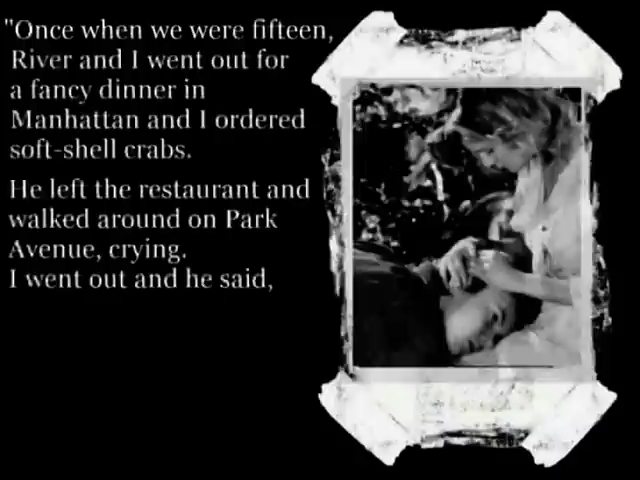 "Once when we were fifteen,
River and I went out for
a fancy dinner in
Manhattan and I ordered
soft-shell crabs.
He left the restaurant and
walked around on Park
Avenue, crying.
I went out and he said,